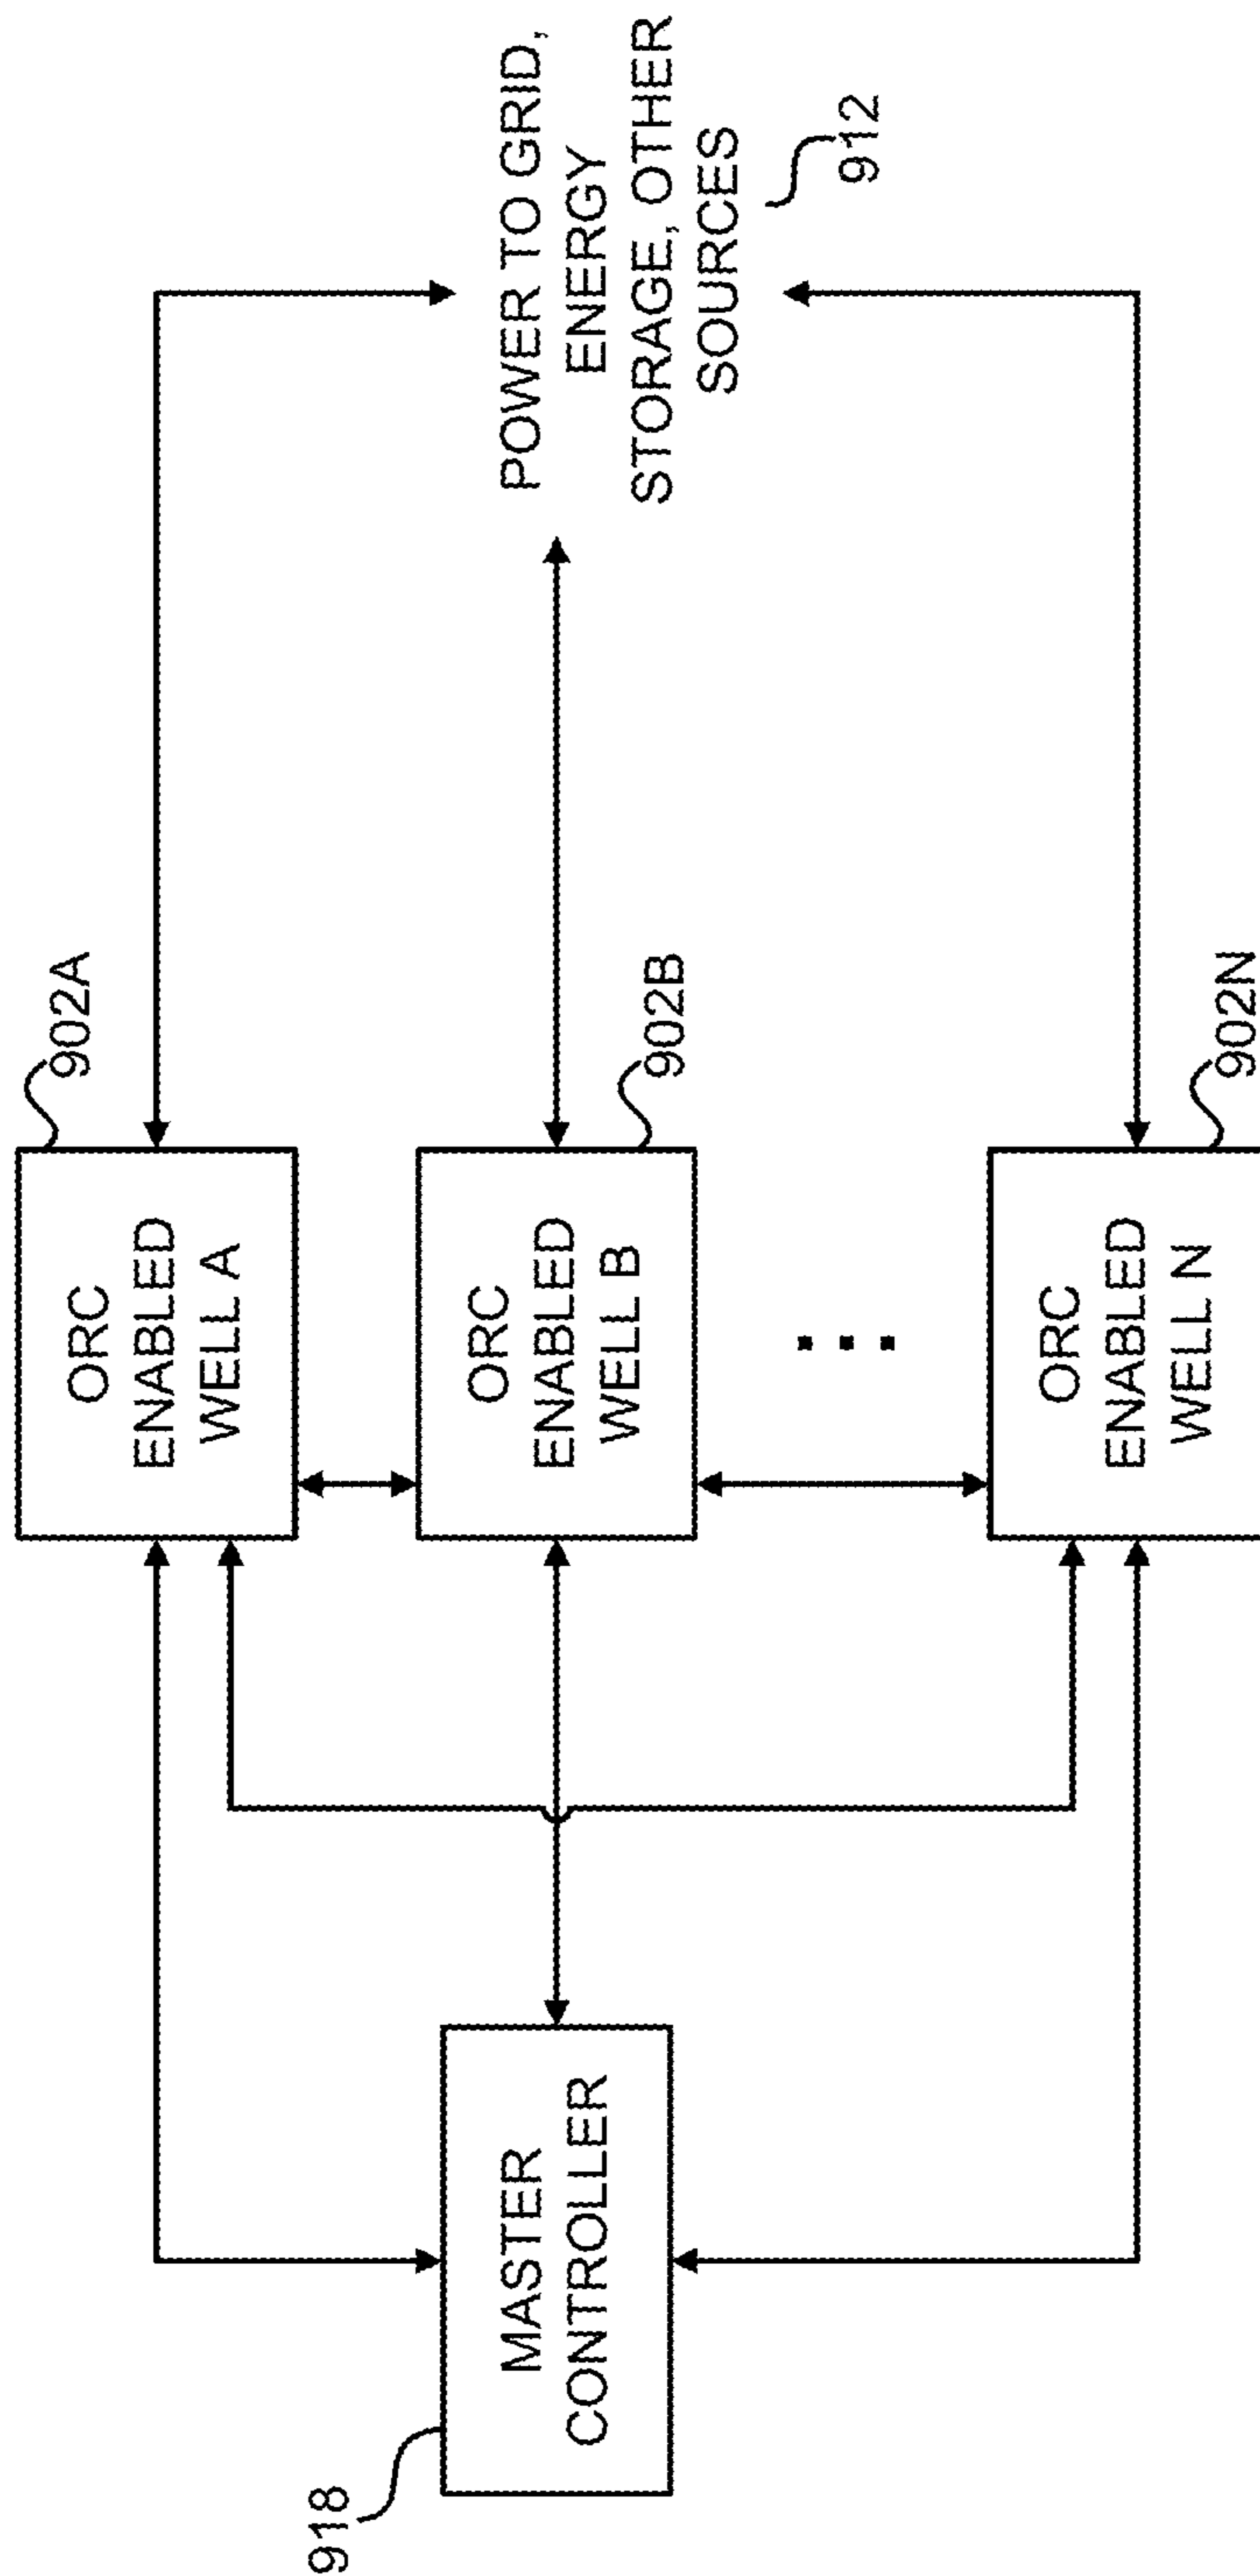 902A
ORC
ENABLED
WELL A
902B
ORC
ENABLED
WELL B
902N
ORC
ENABLED
WELL N
918
MASTER
CONTROLLER
POWER TO GRID,
ENERGY
STORAGE, OTHER
SOURCES
912